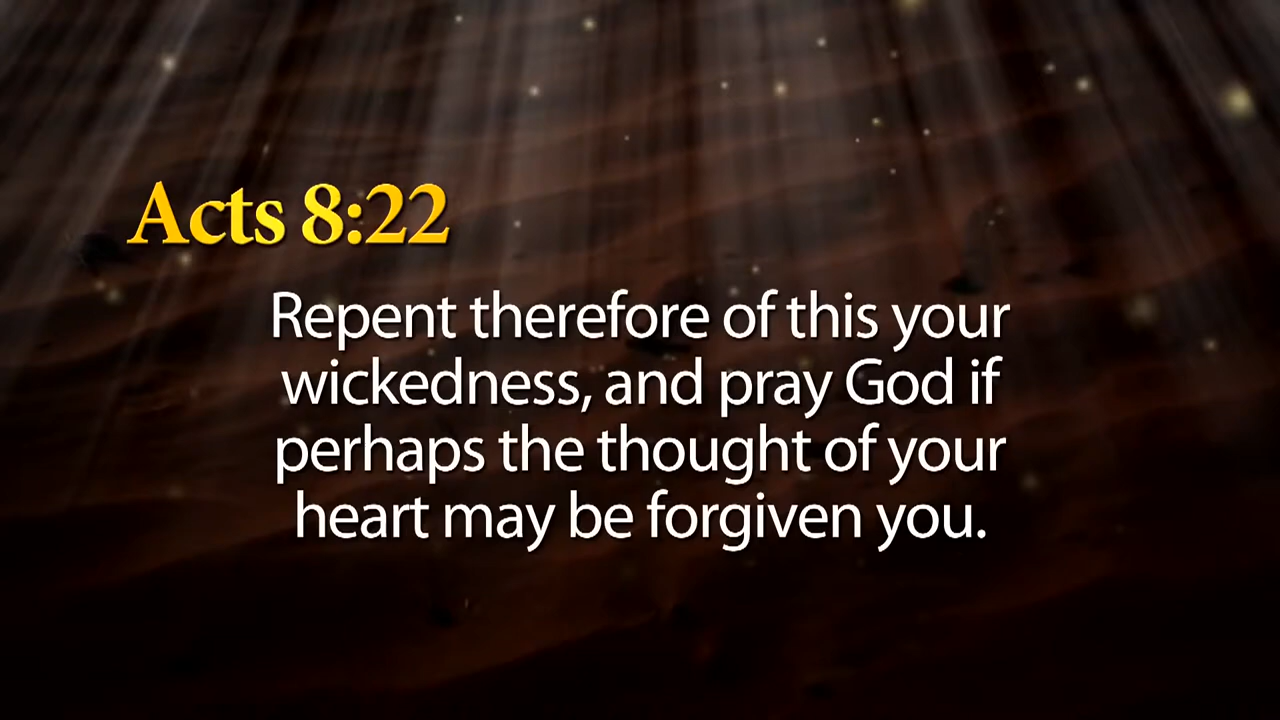 Acts 8:22
Repent therefore of this your
wickedness, and pray God if
perhaps the thought of your
heart may be forgiven you.